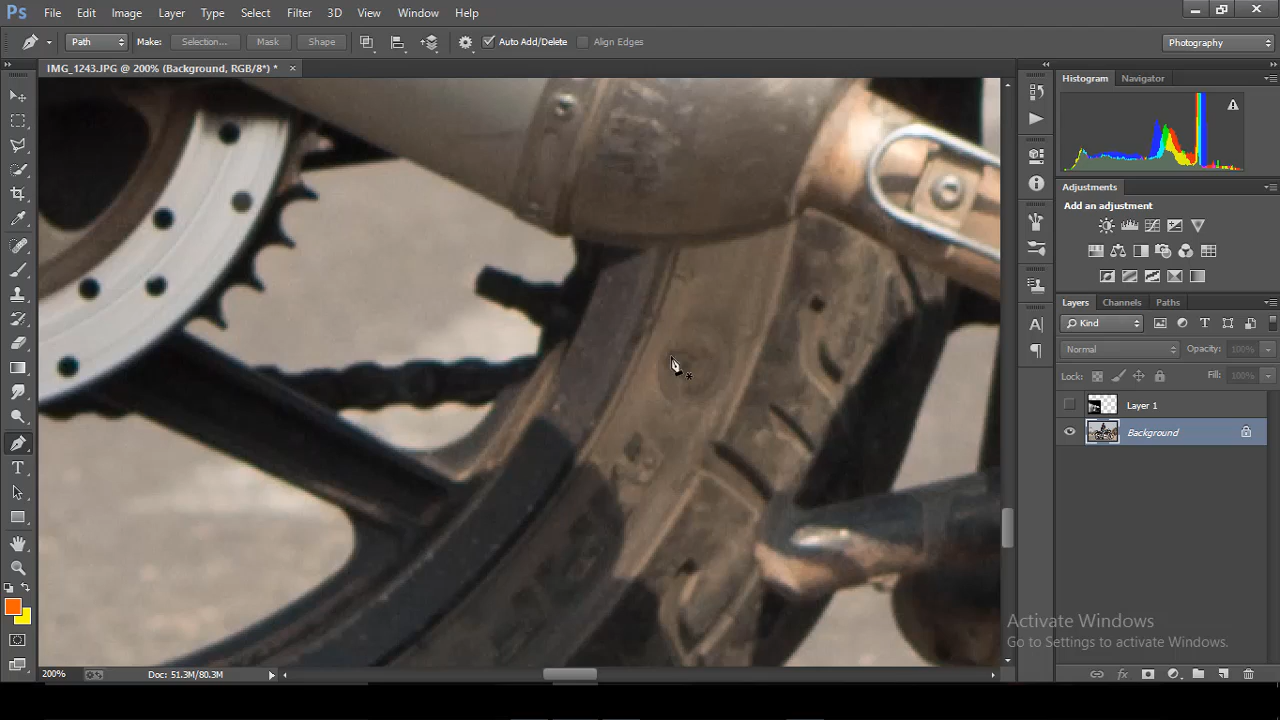 Ps File Edit Image Layer Type Select Filter 3D View Window Help
Path Make: Selection... Mask Shape Auto Add/Delete Align Edges Photography
IMG_1243.JPG @ 200% (Background, RGB/8*) *
Histogram Navigator
Adjustments
Add an adjustment
Layers Channels Paths
Kind
Normal Opacity: 100%
Lock: Fill: 100%
Layer 1
Background
Activate Windows
Go to Settings to activate Windows.
200% Doc: 51.3M/80.3M